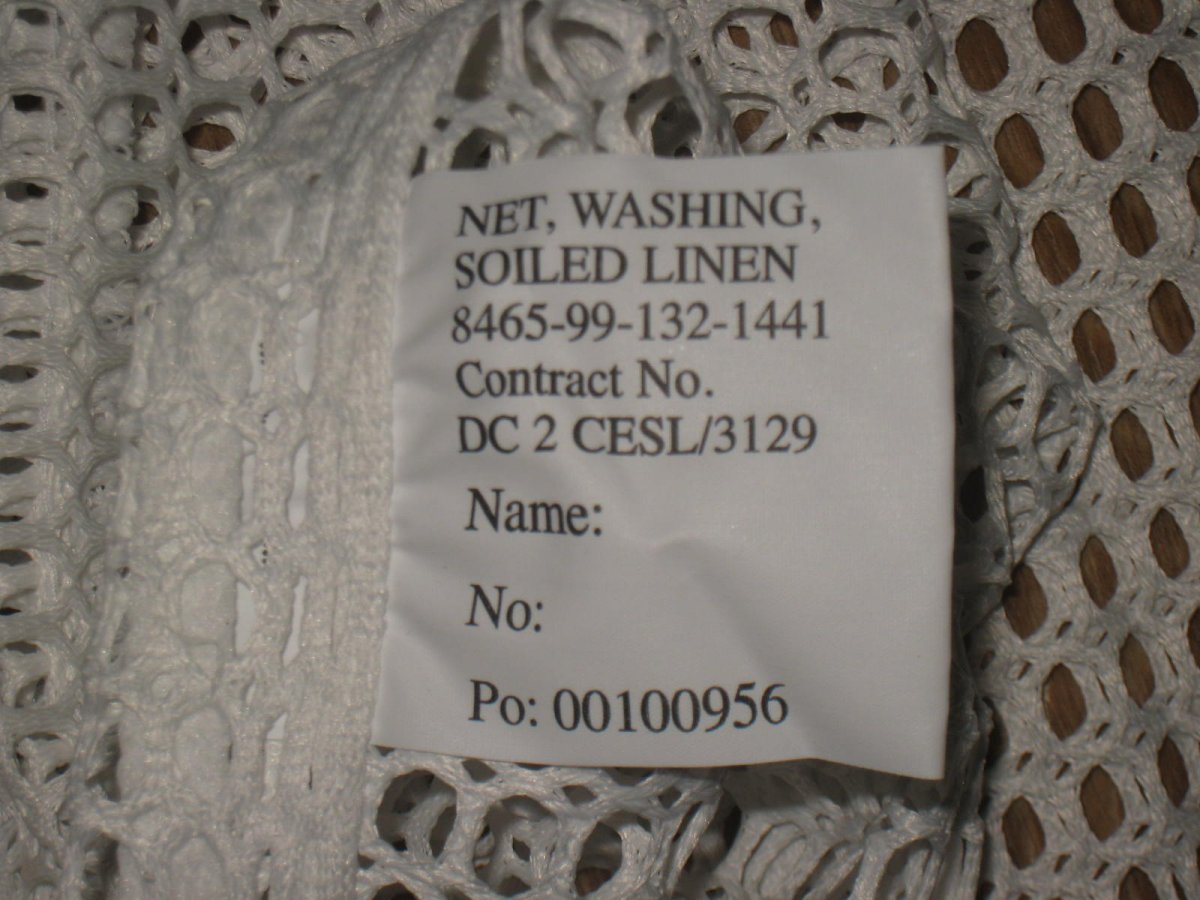 NET, WASHING,
SOILED LINEN
8465-99-132-1441
Contract No.
DC 2 CESL/3129
Name:
No:
Po: 00100956